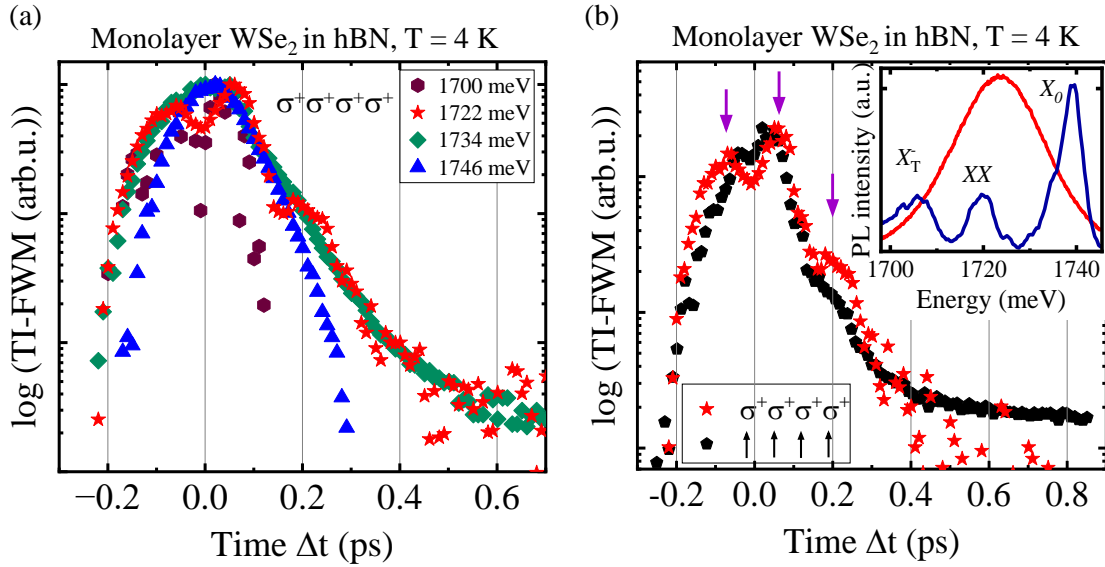 (a)
Monolayer WSe₂ in hBN, T = 4 K
σ⁺σ⁺σ⁺σ⁺
1700 meV
1722 meV
1734 meV
1746 meV
log (TI-FWM (arb.u.))
−0.2 0.0 0.2 0.4 0.6
Time Δt (ps)
(b)
Monolayer WSe₂ in hBN, T = 4 K
PL intensity (a.u.)
X₀
X_T⁻
XX
1700 1720 1740
Energy (meV)
σ⁺σ⁺σ⁺σ⁺
log (TI-FWM (arb.u.))
-0.2 0.0 0.2 0.4 0.6 0.8
Time Δt (ps)